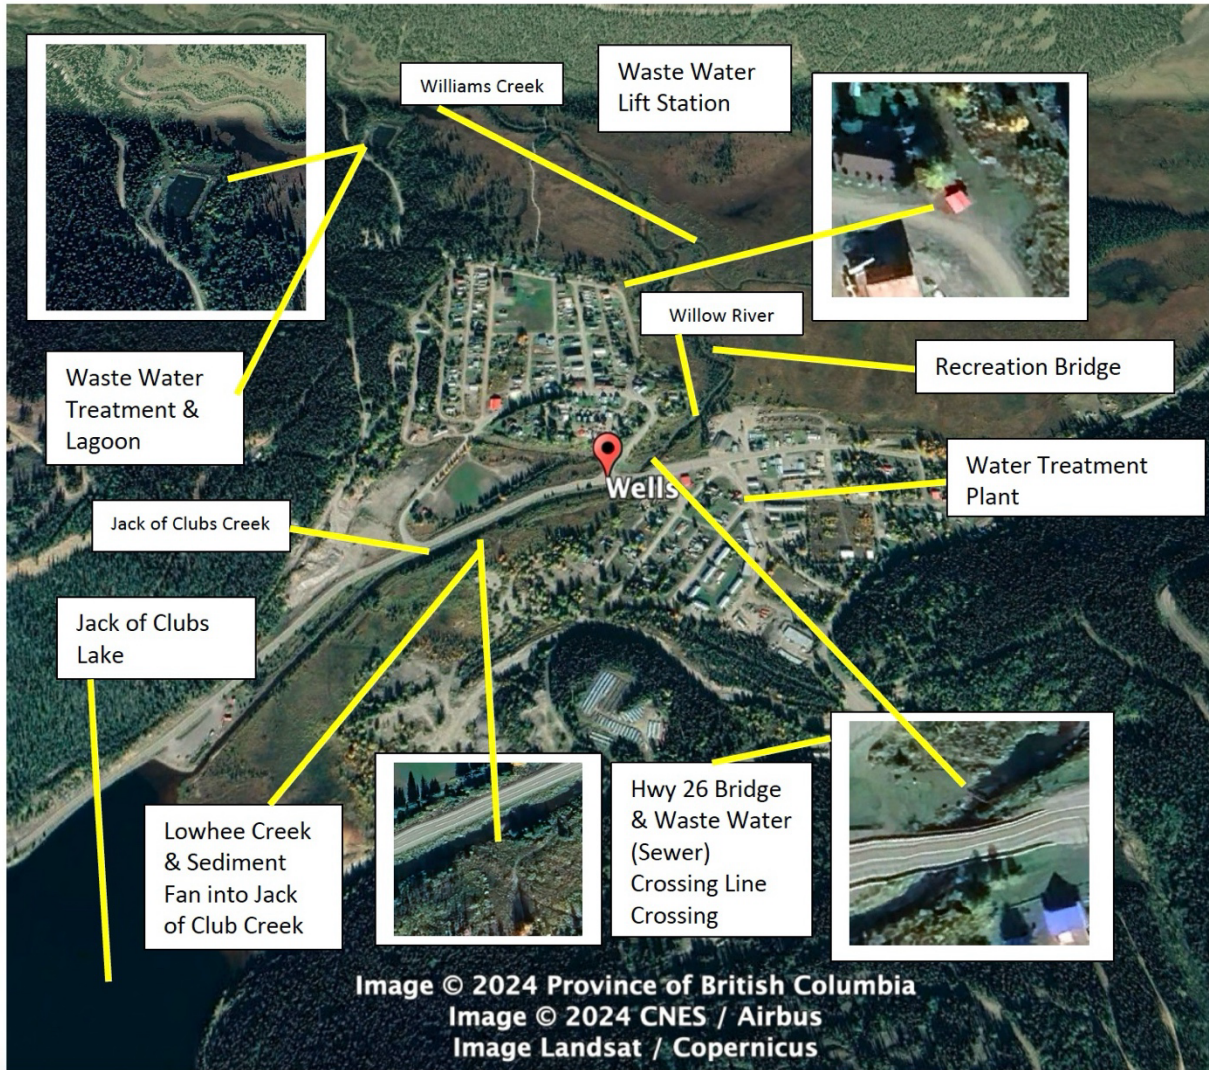 Williams Creek
Waste Water
Lift Station
Willow River
Recreation Bridge
Waste Water
Treatment &
Lagoon
Water Treatment
Plant
Wells
Jack of Clubs Creek
Jack of Clubs
Lake
Lowhee Creek
& Sediment
Fan into Jack
of Club Creek
Hwy 26 Bridge
& Waste Water
(Sewer)
Crossing Line
Crossing
Image © 2024 Province of British Columbia
Image © 2024 CNES / Airbus
Image Landsat / Copernicus